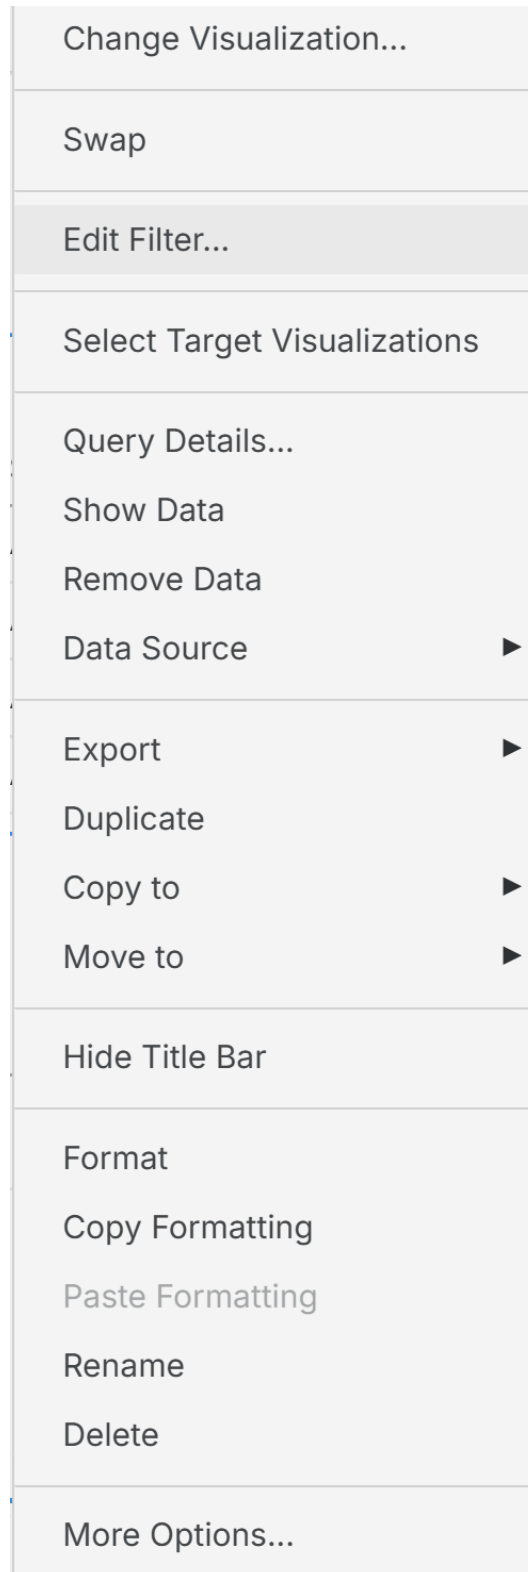 Change Visualization...
Swap
Edit Filter...
Select Target Visualizations
Query Details...
Show Data
Remove Data
Data Source
Export
Duplicate
Copy to
Move to
Hide Title Bar
Format
Copy Formatting
Paste Formatting
Rename
Delete
More Options...